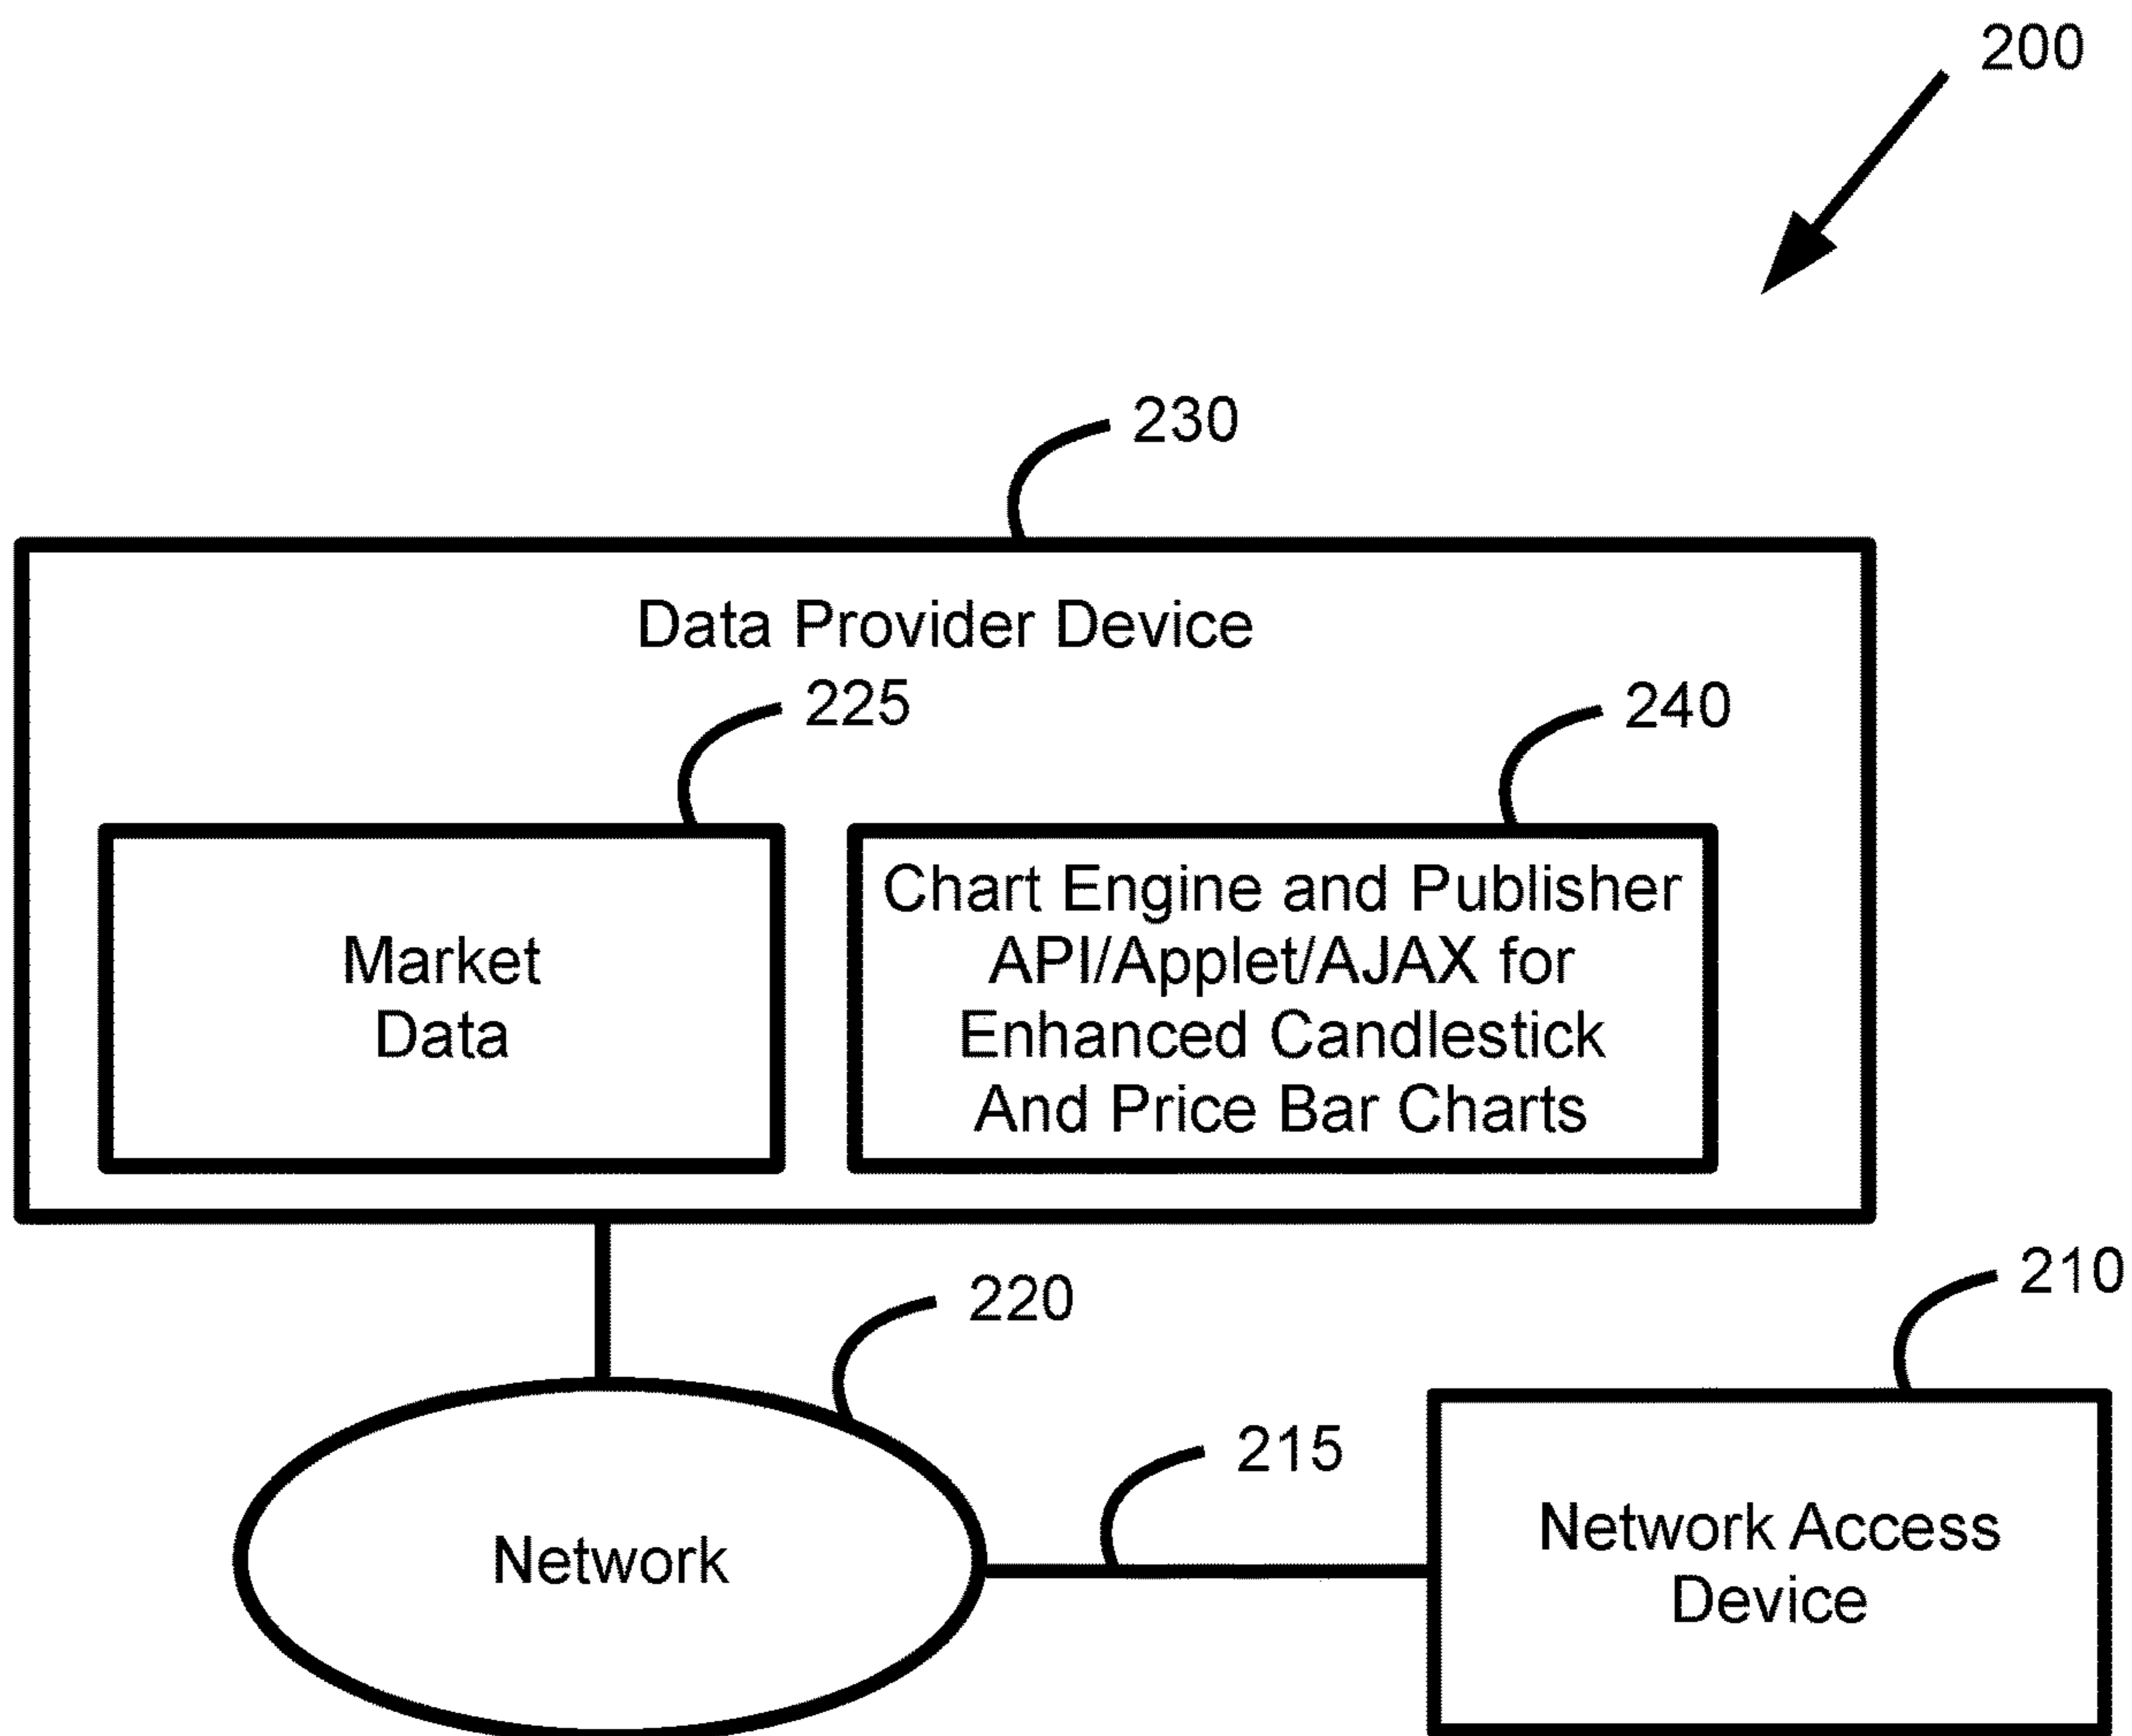 200
230
Data Provider Device
225
240
Market
Data
Chart Engine and Publisher
API/Applet/AJAX for
Enhanced Candlestick
And Price Bar Charts
220
210
215
Network
Network Access
Device